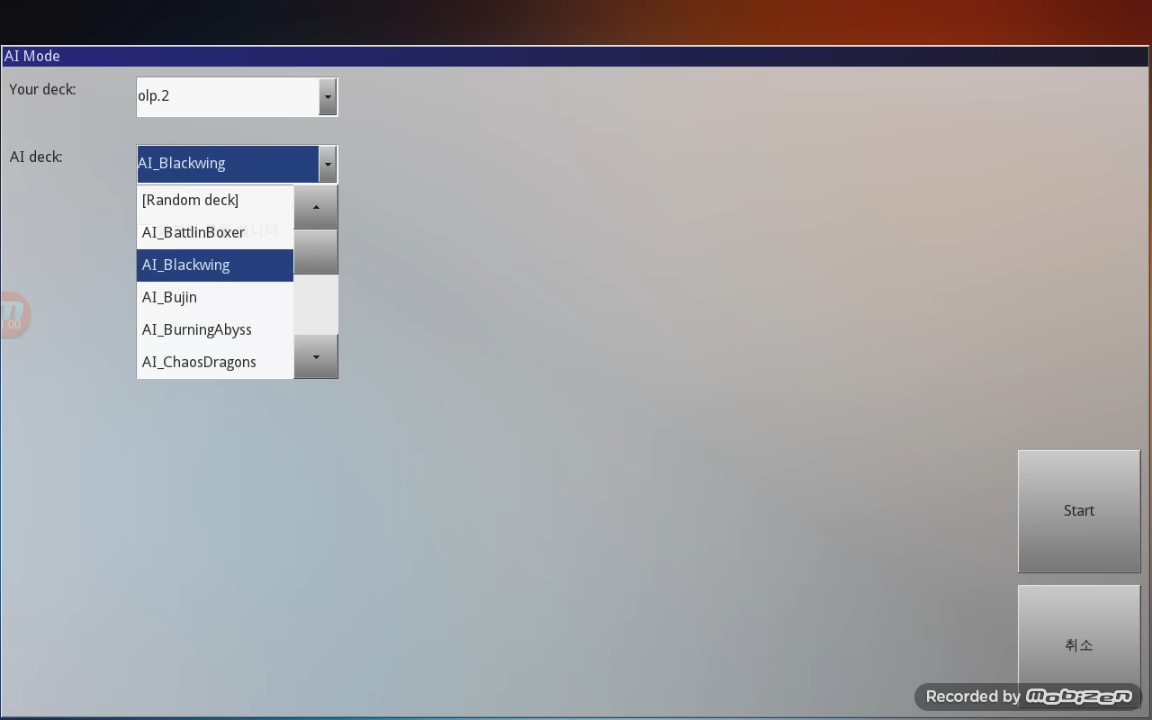 AI Mode
Your deck:
olp.2
AI deck:
AI_Blackwing
[Random deck]
AI_BattlinBoxer
AI_Blackwing
AI_Bujin
AI_BurningAbyss
AI_ChaosDragons
Start
취소
Recorded by mobizen